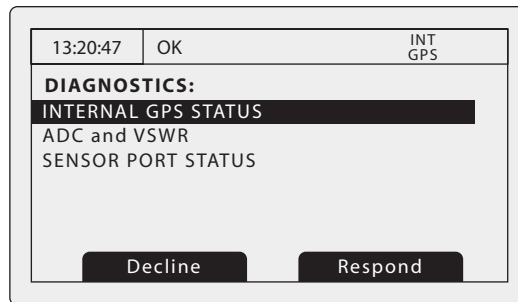 13:20:47 OK INT
GPS
DIAGNOSTICS:
INTERNAL GPS STATUS
ADC and VSWR
SENSOR PORT STATUS
Decline Respond